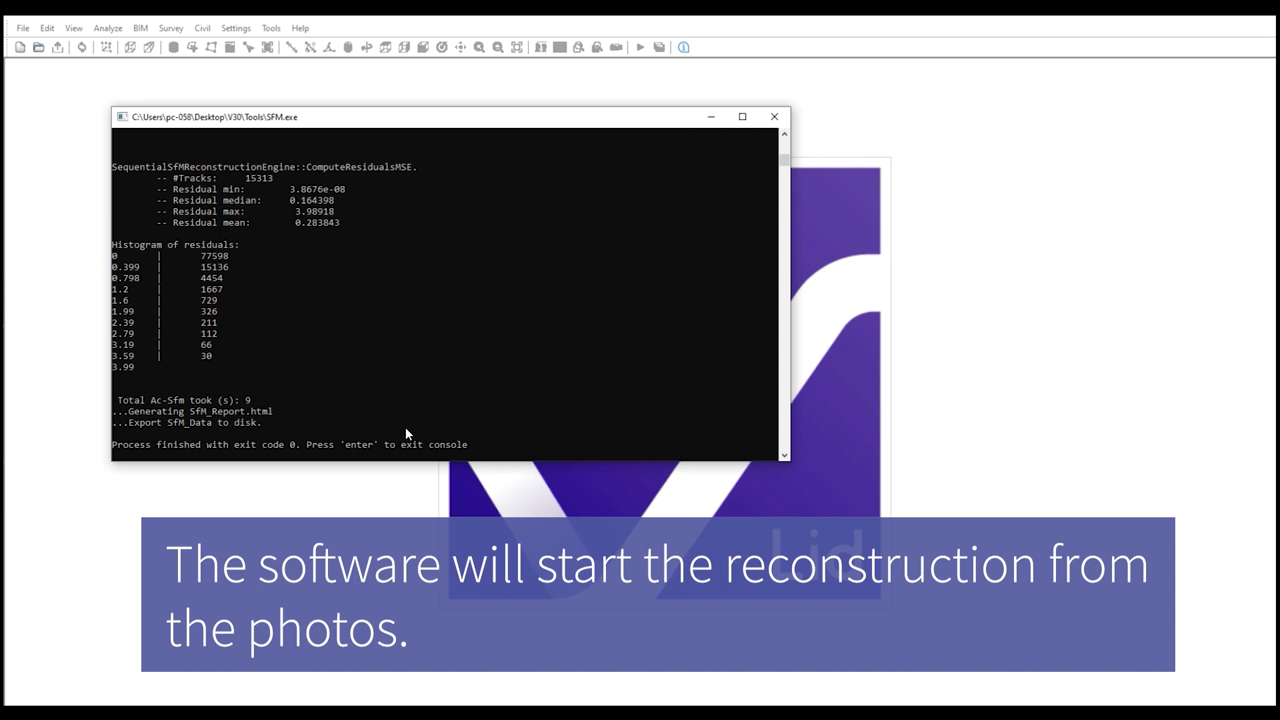 File Edit View Analyze BIM Survey Civil Settings Tools Help
C:\Users\pc-058\Desktop\V30\Tools\SFM.exe
SequentialSfMReconstructionEngine::ComputeResidualsMSE.
-- #Tracks: 15313
-- Residual min: 3.8676e-08
-- Residual median: 0.164398
-- Residual max: 3.98918
-- Residual mean: 0.283843
Histogram of residuals:
0 | 77598
0.399 | 15136
0.798 | 4454
1.2 | 1667
1.6 | 729
1.99 | 326
2.39 | 211
2.79 | 112
3.19 | 66
3.59 | 30
3.99
Total Ac-Sfm took (s): 9
...Generating SfM_Report.html
...Export SfM_Data to disk.
Process finished with exit code 0. Press 'enter' to exit console
The software will start the reconstruction from
the photos.